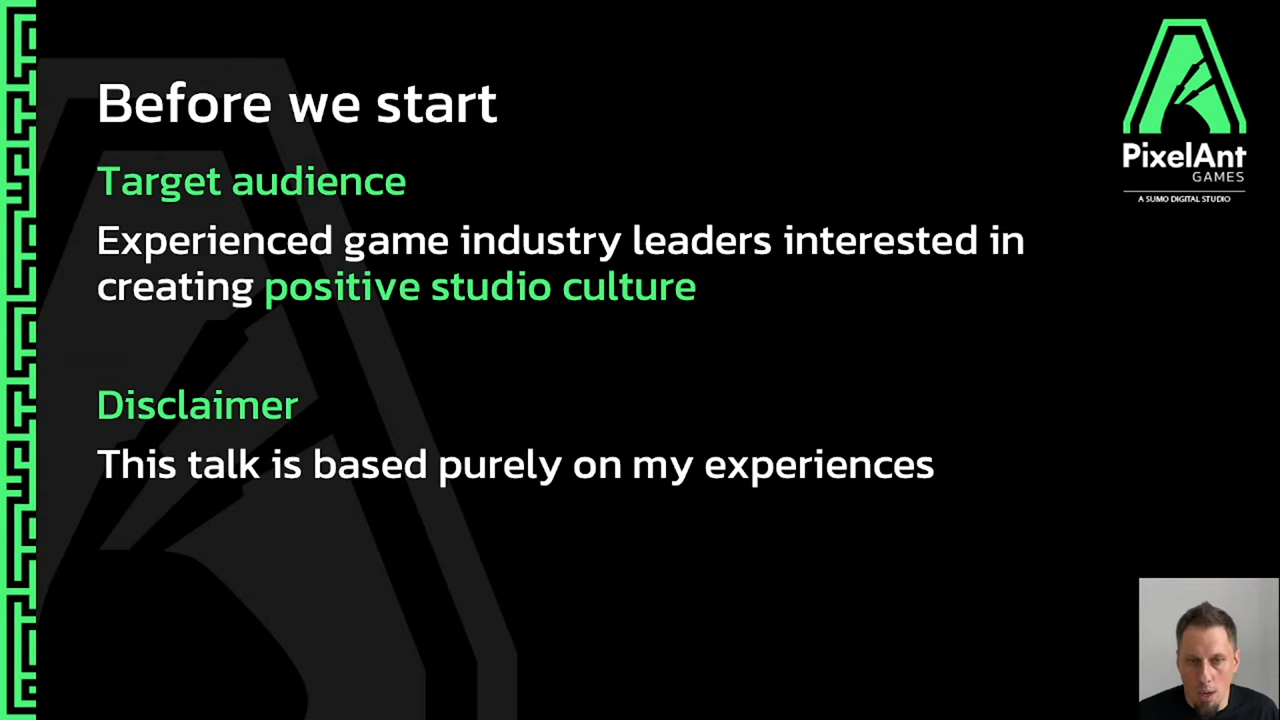 Before we start
Target audience
Experienced game industry leaders interested in
creating positive studio culture
Disclaimer
This talk is based purely on my experiences
PixelAnt
GAMES
A SUMO DIGITAL STUDIO